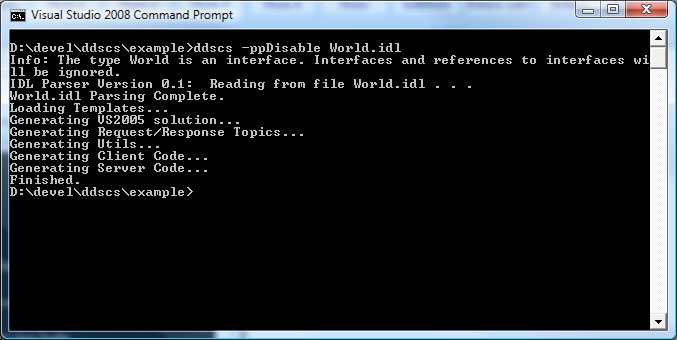 Visual Studio 2008 Command Prompt
D:\devel\ddscs\example>ddscs -ppDisable World.idl
Info: The type World is an interface. Interfaces and references to interfaces wi
ll be ignored.
IDL Parser Version 0.1:  Reading from file World.idl . . .
World.idl Parsing Complete.
Loading Templates...
Generating VS2005 solution...
Generating Request/Response Topics...
Generating Utils...
Generating Client Code...
Generating Server Code...
Finished.
D:\devel\ddscs\example>